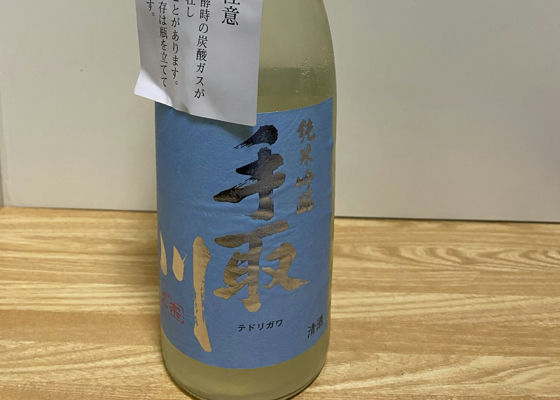 注意
酵時の炭酸ガスが
ことがあります。
存は瓶を立てて
す。
純米吟醸
手取
川
テドリガワ
清酒